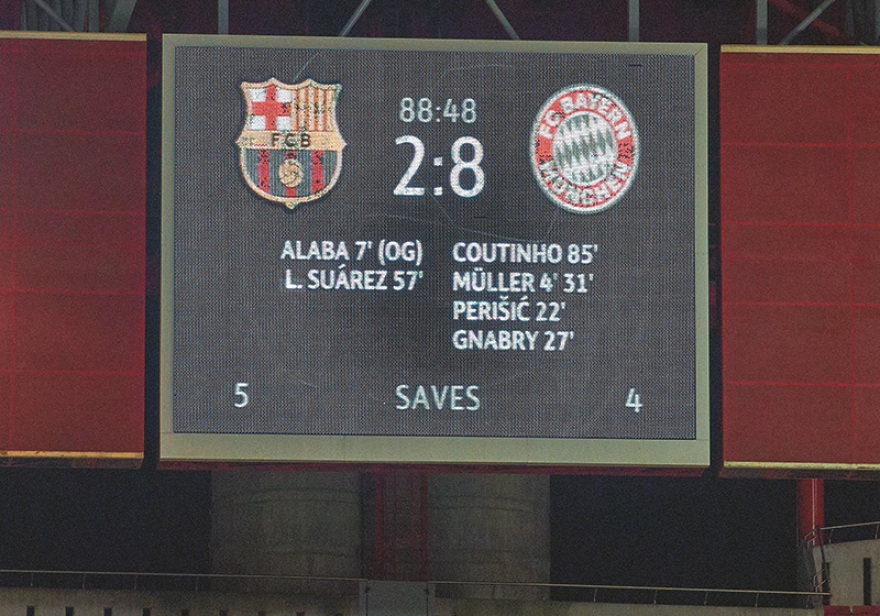 88:48
FCB
2:8
FC BAYERN
MÜNCHEN
ALABA 7' (OG)
L. SUÁREZ 57'
COUTINHO 85'
MÜLLER 4' 31'
PERIŠIĆ 22'
GNABRY 27'
5 SAVES 4